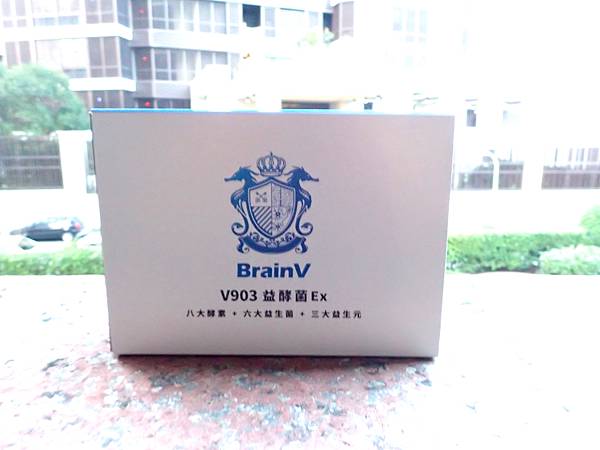 BrainV
V903 益酵菌 Ex
八大酵素 + 六大益生菌 + 三大益生元